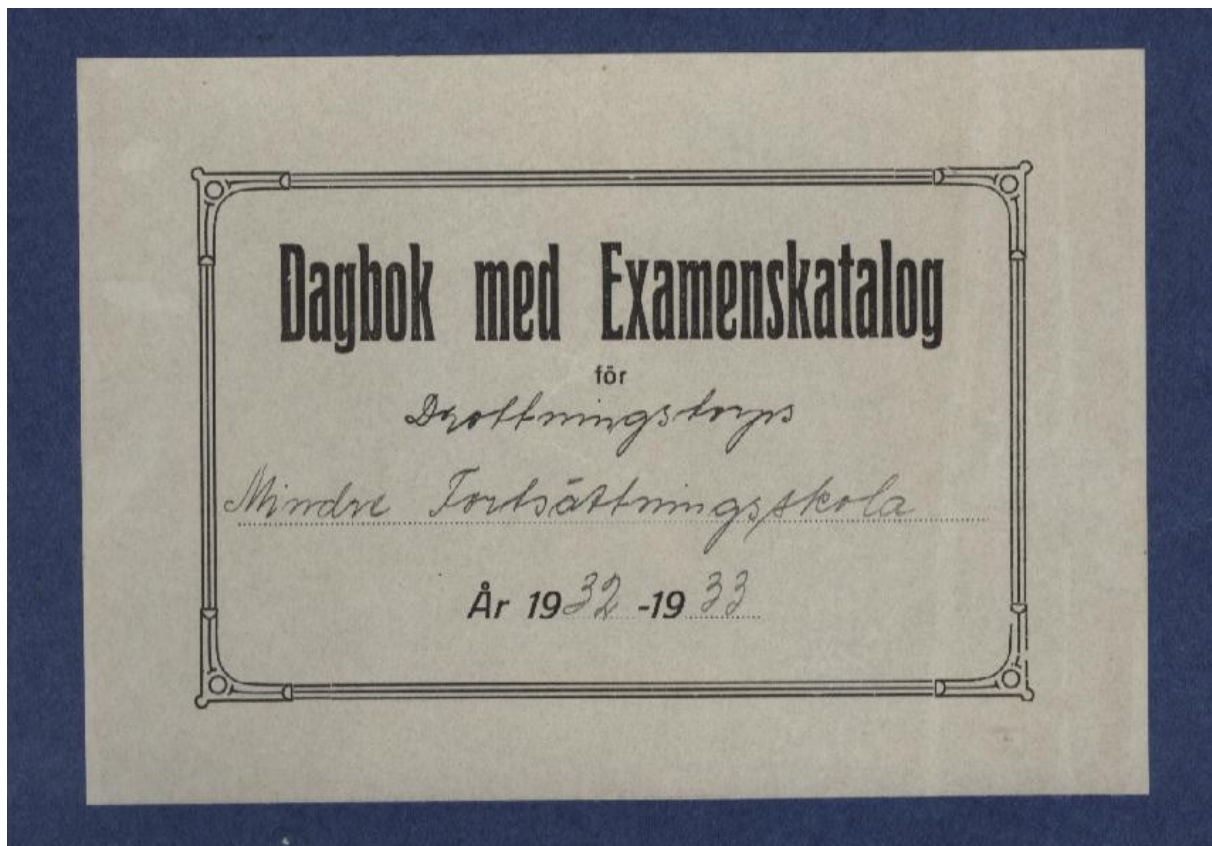 Dagbok med Examenskatalog
för
Drottningstorps
Mindre Fortsättningsskola
År 1932-1933